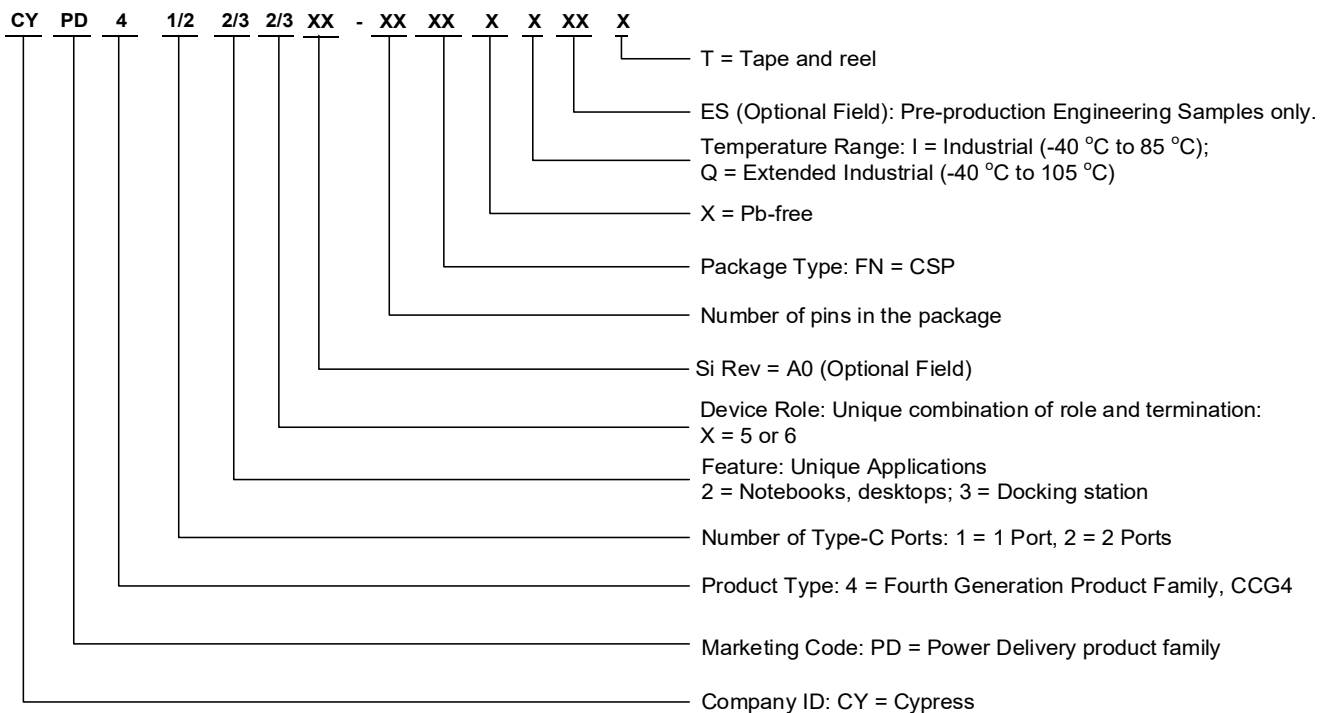 CY PD 4 1/2 2/3 2/3 XX - XX XX X X XX X
T = Tape and reel
ES (Optional Field): Pre-production Engineering Samples only.
Temperature Range: I = Industrial (-40 °C to 85 °C);
Q = Extended Industrial (-40 °C to 105 °C)
X = Pb-free
Package Type: FN = CSP
Number of pins in the package
Si Rev = A0 (Optional Field)
Device Role: Unique combination of role and termination:
X = 5 or 6
Feature: Unique Applications
2 = Notebooks, desktops; 3 = Docking station
Number of Type-C Ports: 1 = 1 Port, 2 = 2 Ports
Product Type: 4 = Fourth Generation Product Family, CCG4
Marketing Code: PD = Power Delivery product family
Company ID: CY = Cypress